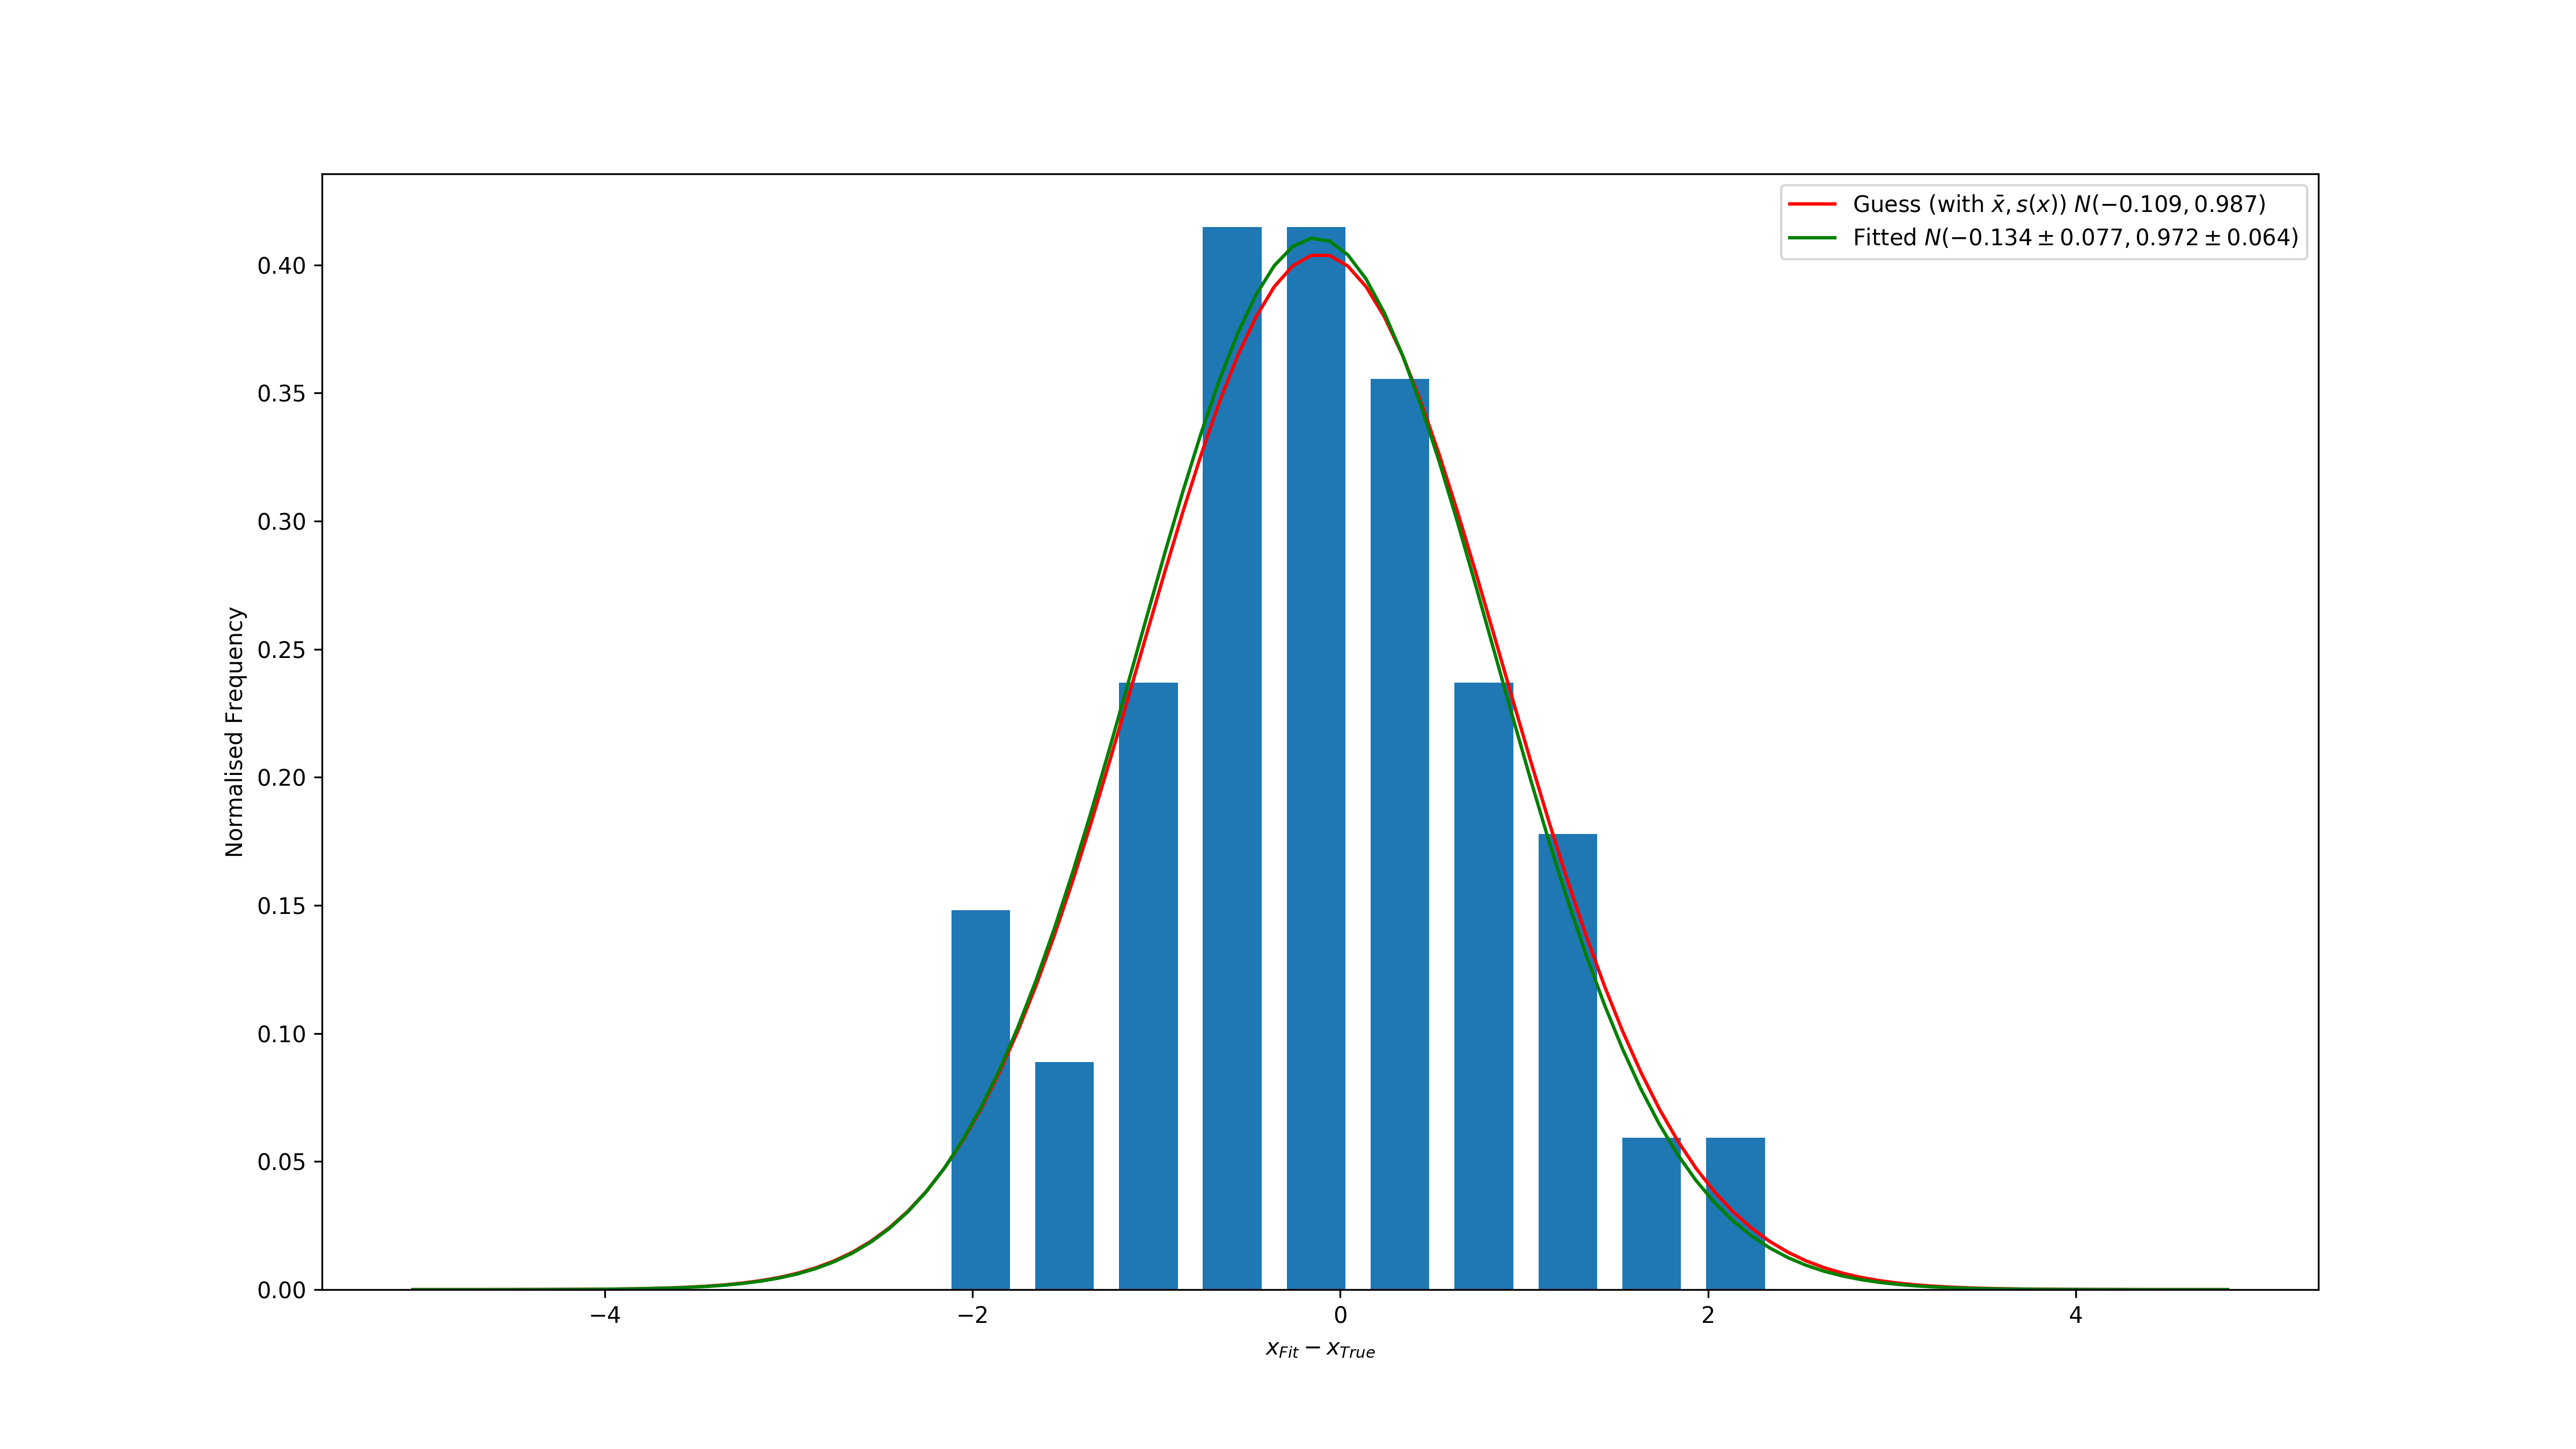 Guess (with x̄, s(x)) N(−0.109, 0.987)
Fitted N(−0.134 ± 0.077, 0.972 ± 0.064)
Normalised Frequency
0.40
0.35
0.30
0.25
0.20
0.15
0.10
0.05
0.00
−4 −2 0 2 4
x_Fit − x_True